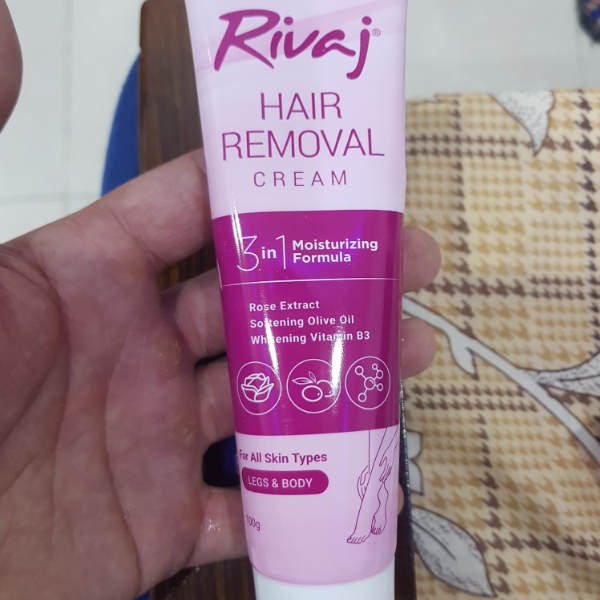 Rivaj®
HAIR
REMOVAL
CREAM
3 in 1 Moisturizing
Formula
Rose Extract
Softening Olive Oil
Whitening Vitamin B3
For All Skin Types
LEGS & BODY
100g